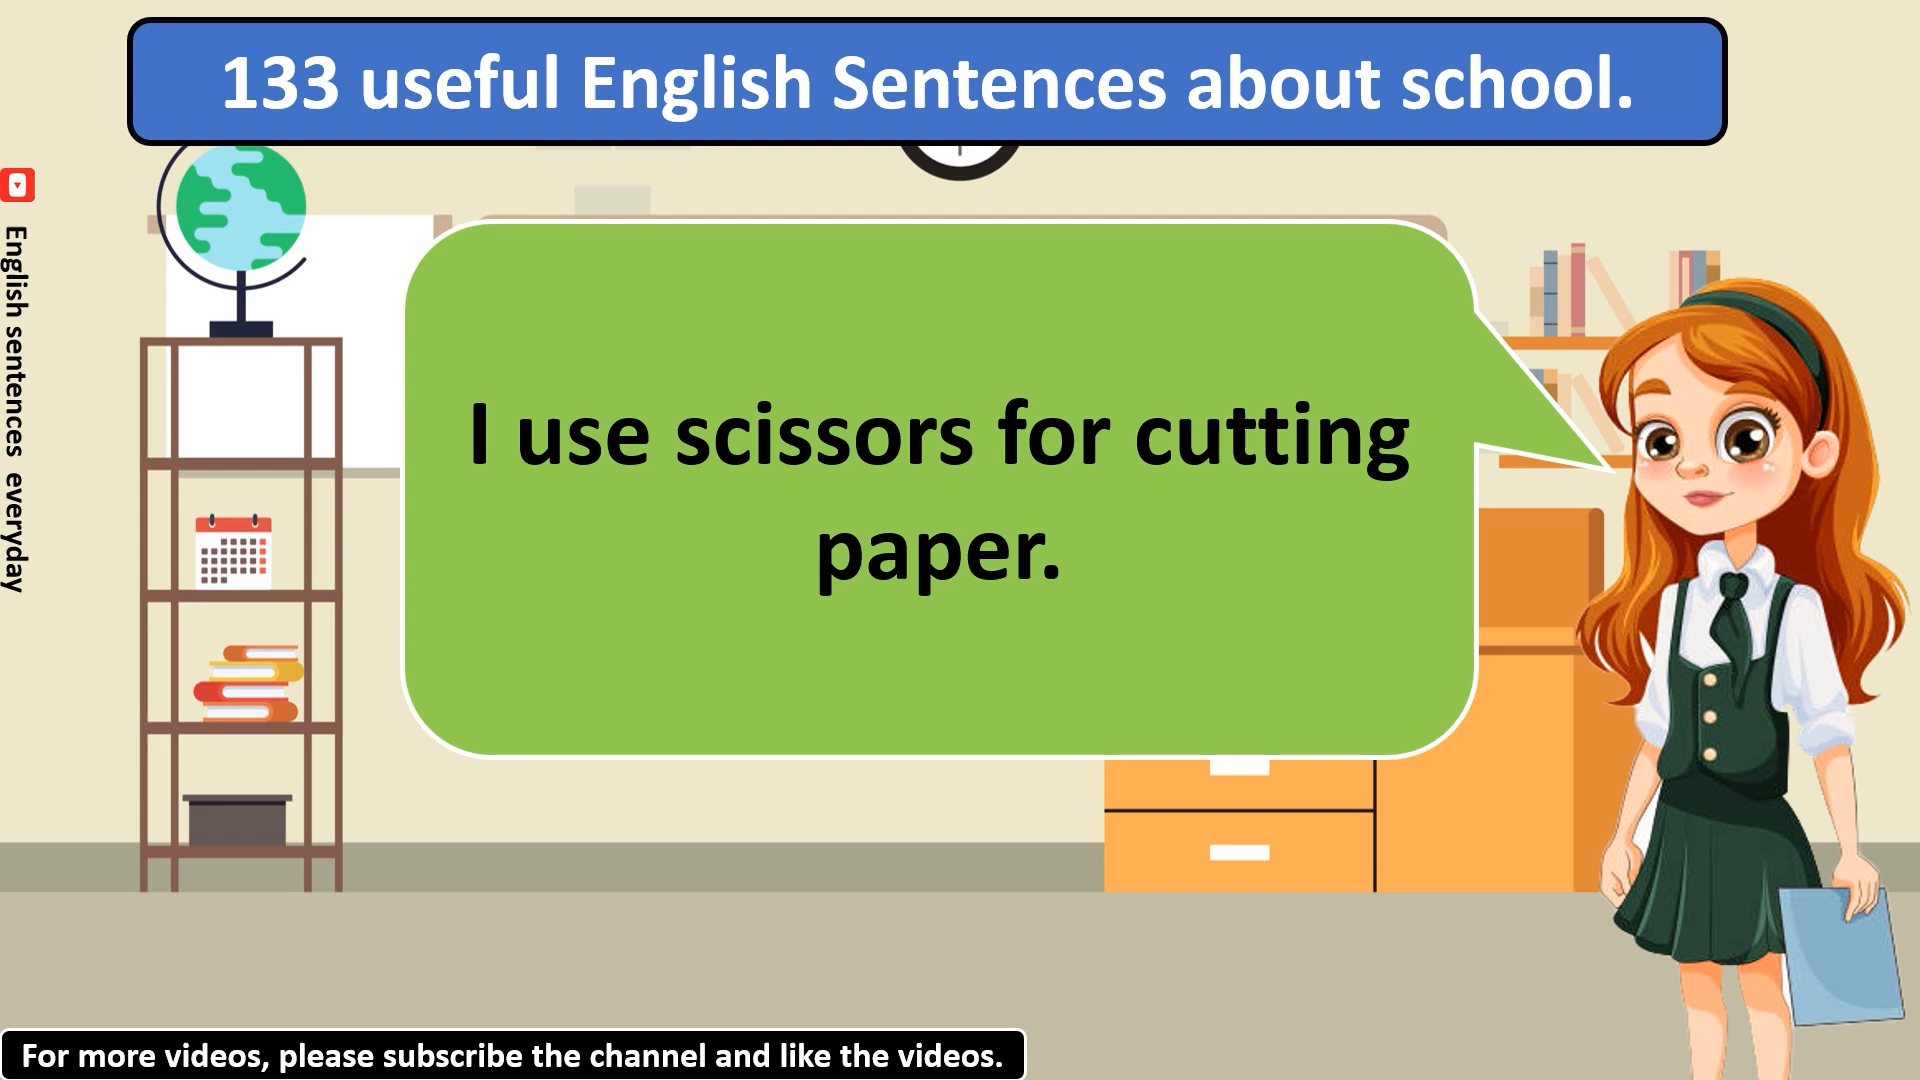 133 useful English Sentences about school.
English sentences everyday
I use scissors for cutting
paper.
For more videos, please subscribe the channel and like the videos.